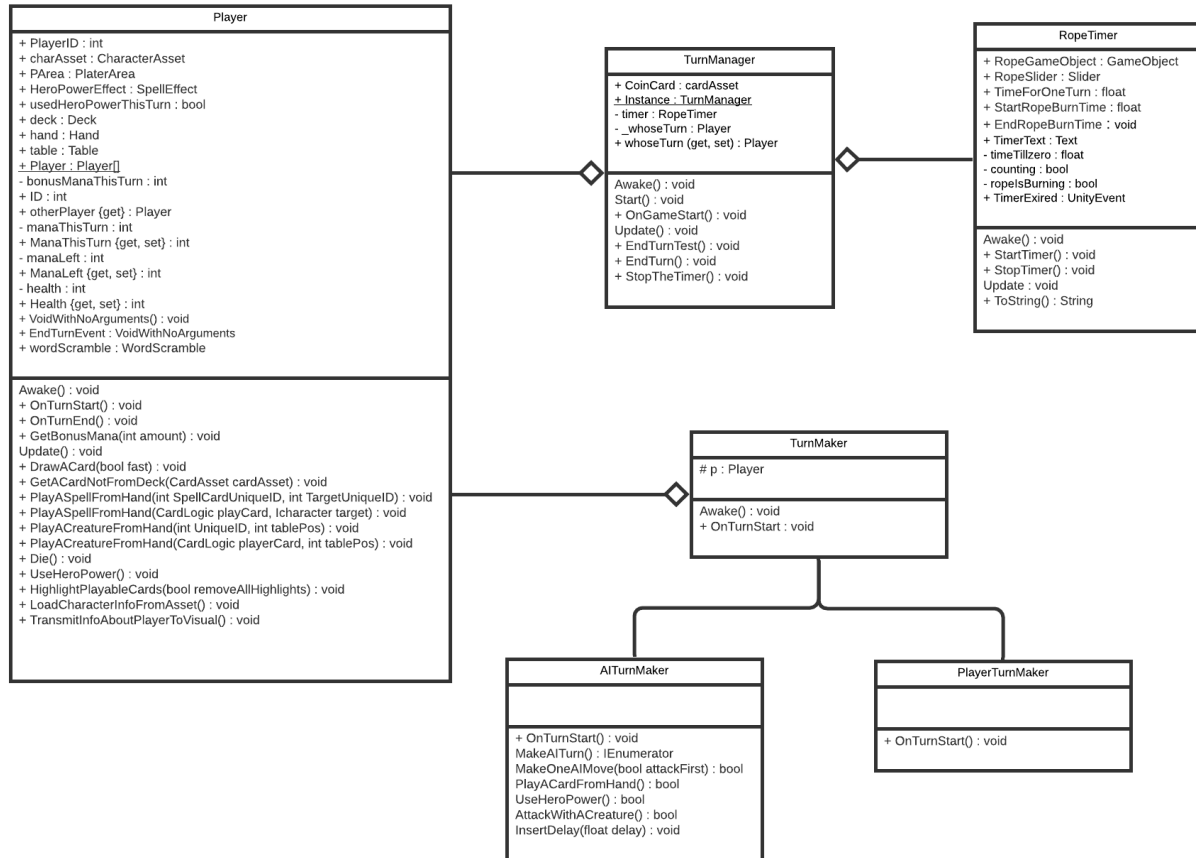 Player
+ PlayerID : int
+ charAsset : CharacterAsset
+ PArea : PlaterArea
+ HeroPowerEffect : SpellEffect
+ usedHeroPowerThisTurn : bool
+ deck : Deck
+ hand : Hand
+ table : Table
+ Player : Player[]
- bonusManaThisTurn : int
+ ID : int
+ otherPlayer {get} : Player
- manaThisTurn : int
+ ManaThisTurn {get, set} : int
- manaLeft : int
+ ManaLeft {get, set} : int
- health : int
+ Health {get, set} : int
+ VoidWithNoArguments() : void
+ EndTurnEvent : VoidWithNoArguments
+ wordScramble : WordScramble
Awake() : void
+ OnTurnStart() : void
+ OnTurnEnd() : void
+ GetBonusMana(int amount) : void
Update() : void
+ DrawACard(bool fast) : void
+ GetACardNotFromDeck(CardAsset cardAsset) : void
+ PlayASpellFromHand(int SpellCardUniqueID, int TargetUniqueID) : void
+ PlayASpellFromHand(CardLogic playCard, Icharacter target) : void
+ PlayACreatureFromHand(int UniqueID, int tablePos) : void
+ PlayACreatureFromHand(CardLogic playerCard, int tablePos) : void
+ Die() : void
+ UseHeroPower() : void
+ HighlightPlayableCards(bool removeAllHighlights) : void
+ LoadCharacterInfoFromAsset() : void
+ TransmitInfoAboutPlayerToVisual() : void
TurnManager
+ CoinCard : cardAsset
+ Instance : TurnManager
- timer : RopeTimer
- _whoseTurn : Player
+ whoseTurn (get, set) : Player
Awake() : void
Start() : void
+ OnGameStart() : void
Update() : void
+ EndTurnTest() : void
+ EndTurn() : void
+ StopTheTimer() : void
RopeTimer
+ RopeGameObject : GameObject
+ RopeSlider : Slider
+ TimeForOneTurn : float
+ StartRopeBurnTime : float
+ EndRopeBurnTime : void
+ TimerText : Text
- timeTillzero : float
- counting : bool
- ropeIsBurning : bool
+ TimerExired : UnityEvent
Awake() : void
+ StartTimer() : void
+ StopTimer() : void
Update : void
+ ToString() : String
TurnMaker
# p : Player
Awake() : void
+ OnTurnStart : void
AITurnMaker
+ OnTurnStart() : void
MakeAITurn() : IEnumerator
MakeOneAIMove(bool attackFirst) : bool
PlayACardFromHand() : bool
UseHeroPower() : bool
AttackWithACreature() : bool
InsertDelay(float delay) : void
PlayerTurnMaker
+ OnTurnStart() : void